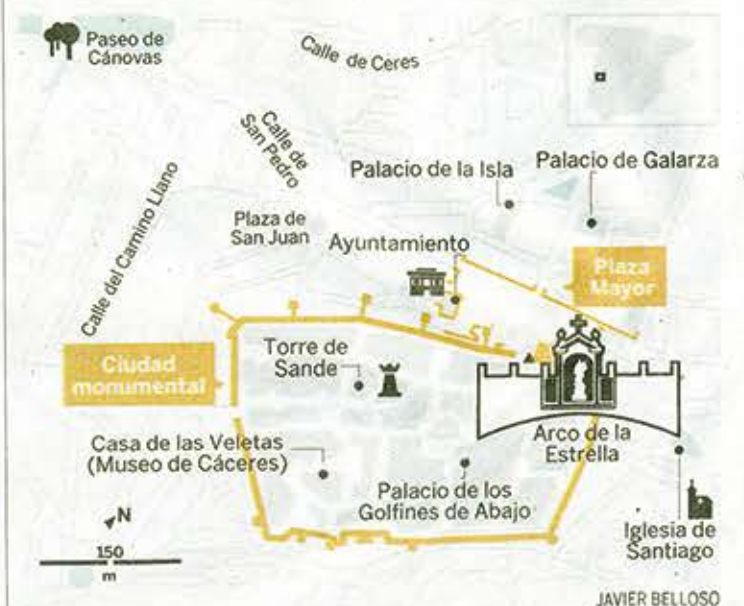 Paseo de
Cánovas
Calle de Ceres
Calle de
San Pedro
Palacio de la Isla
Palacio de Galarza
Calle del Camino Llano
Plaza de
San Juan
Ayuntamiento
Plaza
Mayor
Ciudad
monumental
Torre de
Sande
Arco de la
Estrella
Casa de las Veletas
(Museo de Cáceres)
Palacio de los
Golfines de Abajo
Iglesia de
Santiago
N
150
m
JAVIER BELLOSO